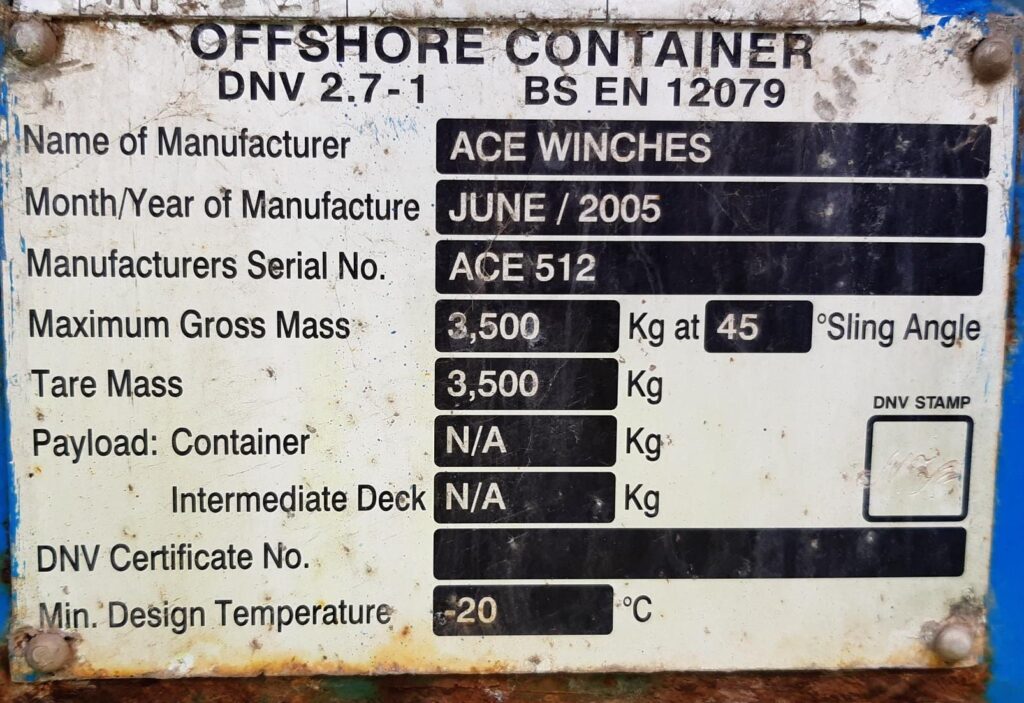 OFFSHORE CONTAINER
DNV 2.7-1 BS EN 12079
Name of Manufacturer ACE WINCHES
Month/Year of Manufacture JUNE / 2005
Manufacturers Serial No. ACE 512
Maximum Gross Mass 3,500 Kg at 45 °Sling Angle
Tare Mass 3,500 Kg
DNV STAMP
Payload: Container N/A Kg
Intermediate Deck N/A Kg
DNV Certificate No.
Min. Design Temperature -20 °C